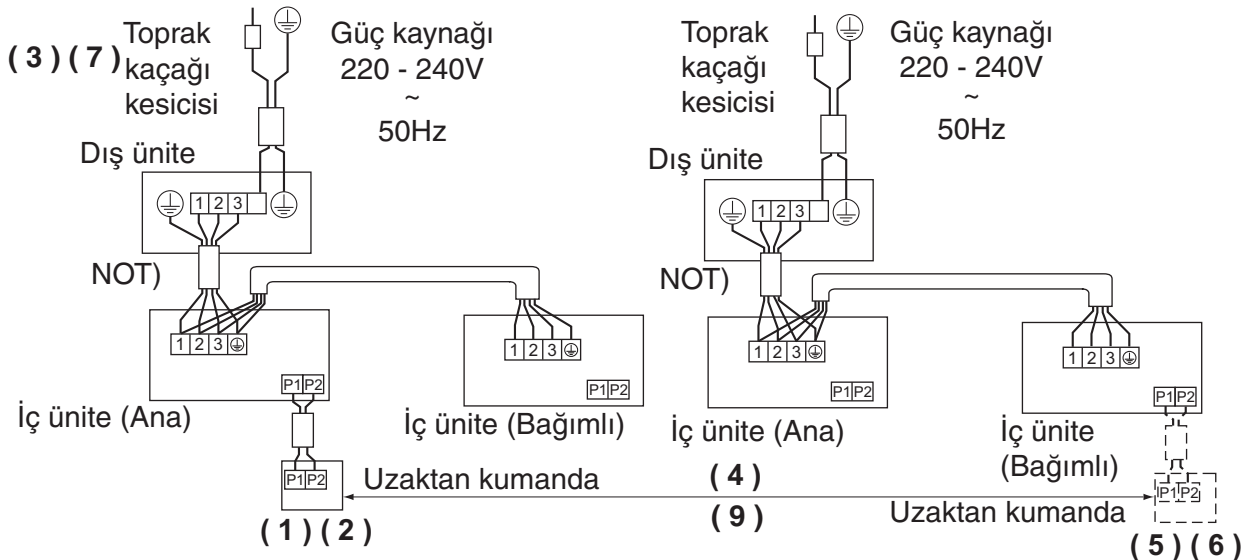 ( 3 ) ( 7 )
Toprak
kaçağı
kesicisi
Güç kaynağı
220 - 240V
~
50Hz
Dış ünite
1 2 3
NOT)
1 2 3
P1 P2
İç ünite (Ana)
1 2 3
P1 P2
İç ünite (Bağımlı)
P1 P2
Uzaktan kumanda
( 1 ) ( 2 )
Toprak
kaçağı
kesicisi
Güç kaynağı
220 - 240V
~
50Hz
Dış ünite
1 2 3
NOT)
1 2 3
P1 P2
İç ünite (Ana)
1 2 3
P1 P2
İç ünite
(Bağımlı)
( 4 )
( 9 )
P1 P2
Uzaktan kumanda
( 5 ) ( 6 )